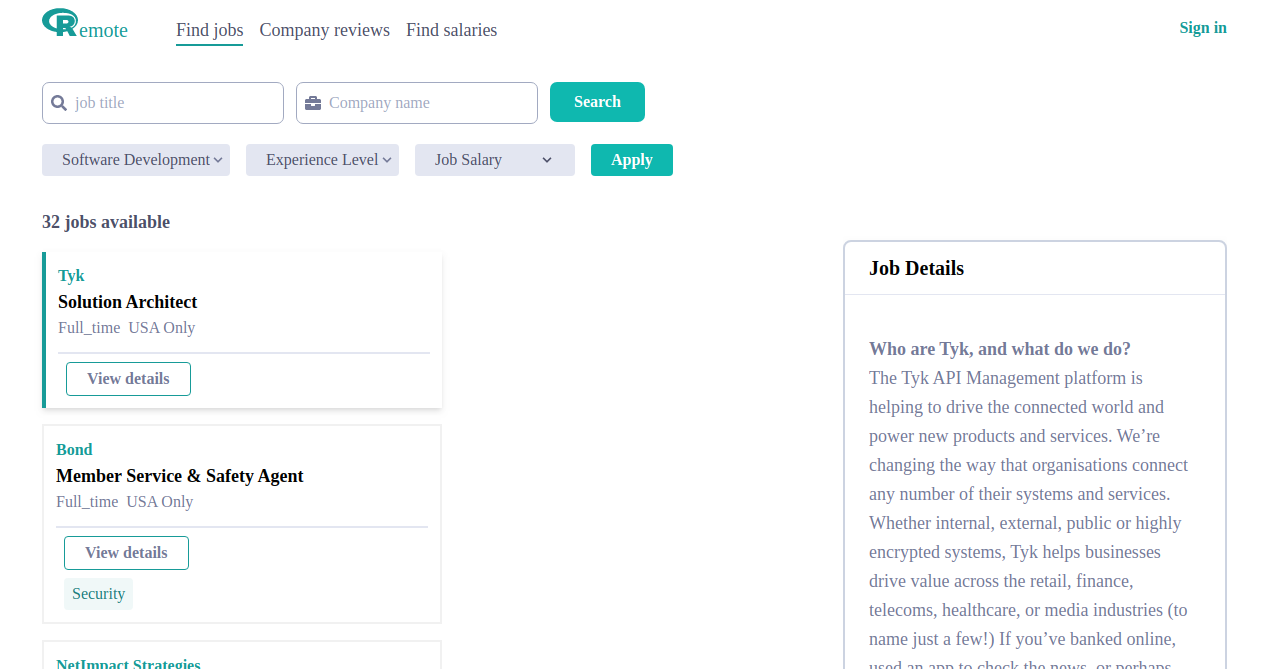 Remote
Find jobs
Company reviews
Find salaries
Sign in
job title
Company name
Search
Software Development
Experience Level
Job Salary
Apply
32 jobs available
Tyk
Solution Architect
Full_time USA Only
View details
Bond
Member Service & Safety Agent
Full_time USA Only
View details
Security
NetImpact Strategies
Job Details
Who are Tyk, and what do we do?
The Tyk API Management platform is
helping to drive the connected world and
power new products and services. We’re
changing the way that organisations connect
any number of their systems and services.
Whether internal, external, public or highly
encrypted systems, Tyk helps businesses
drive value across the retail, finance,
telecoms, healthcare, or media industries (to
name just a few!) If you’ve banked online,
used an app to check the news, or perhaps